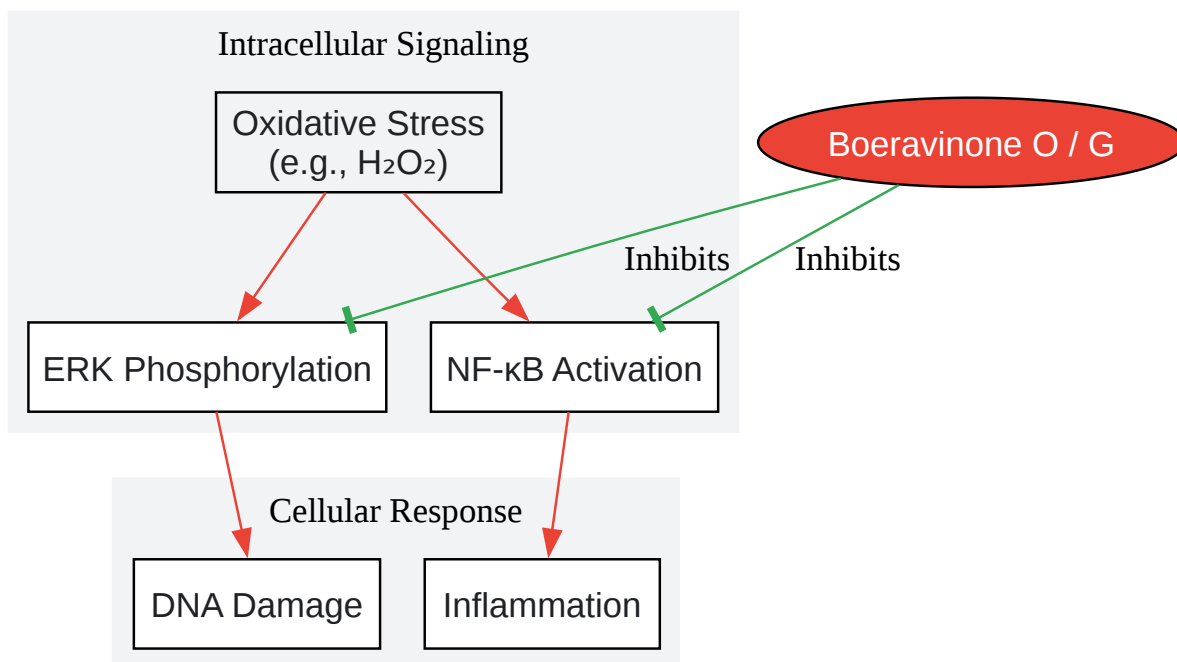 Intracellular Signaling
Oxidative Stress
(e.g., H₂O₂)
Boeravinone O / G
Inhibits
Inhibits
ERK Phosphorylation
NF-κB Activation
Cellular Response
DNA Damage
Inflammation